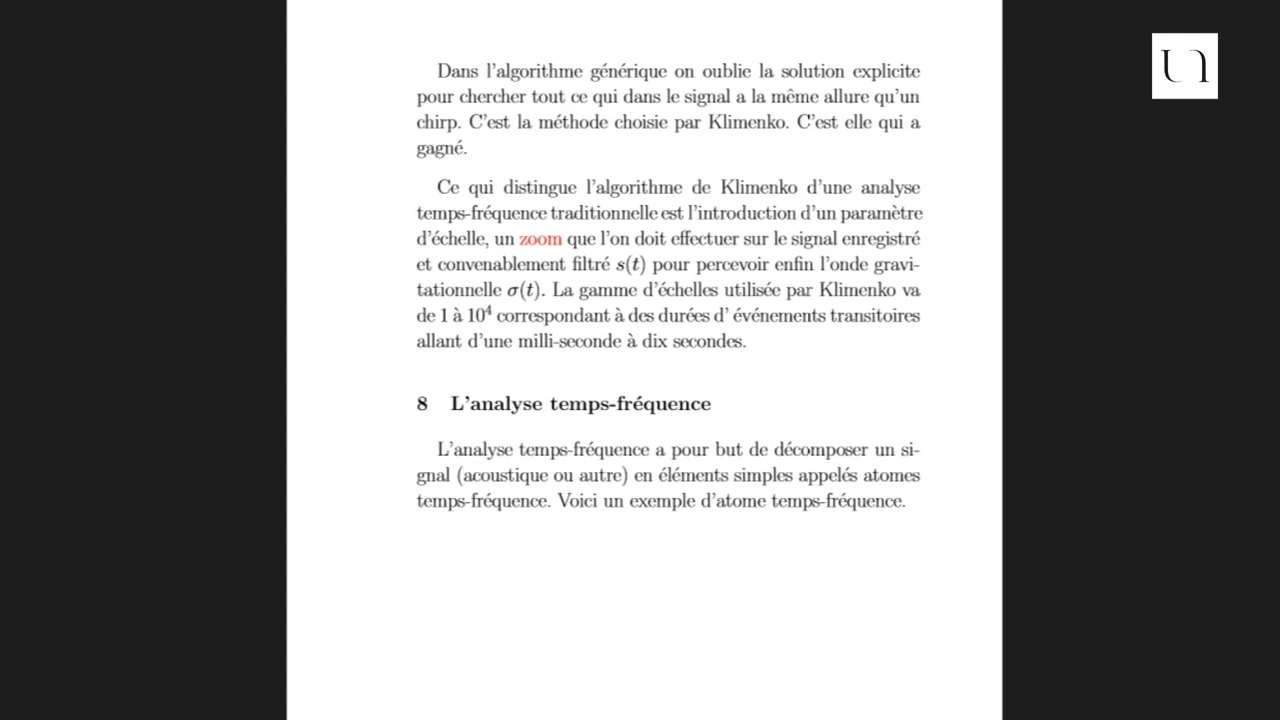 Dans l'algorithme générique on oublie la solution explicite
pour chercher tout ce qui dans le signal a la même allure qu'un
chirp. C'est la méthode choisie par Klimenko. C'est elle qui a
gagné.
Ce qui distingue l'algorithme de Klimenko d'une analyse
temps-fréquence traditionnelle est l'introduction d'un paramètre
d'échelle, un zoom que l'on doit effectuer sur le signal enregistré
et convenablement filtré s(t) pour percevoir enfin l'onde gravi-
tationnelle σ(t). La gamme d'échelles utilisée par Klimenko va
de 1 à 10⁴ correspondant à des durées d' événements transitoires
allant d'une milli-seconde à dix secondes.
8 L'analyse temps-fréquence
L'analyse temps-fréquence a pour but de décomposer un si-
gnal (acoustique ou autre) en éléments simples appelés atomes
temps-fréquence. Voici un exemple d'atome temps-fréquence.